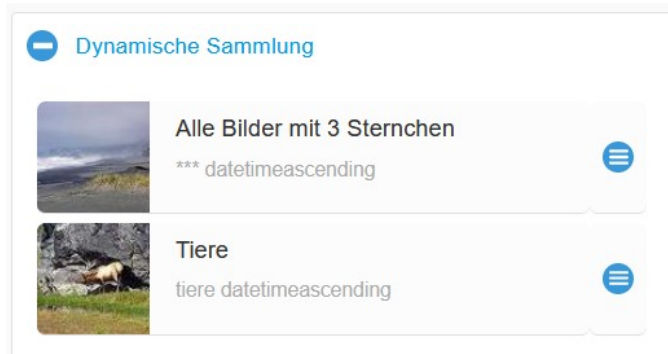 Dynamische Sammlung
Alle Bilder mit 3 Sternchen
*** datetimeascending
Tiere
tiere datetimeascending